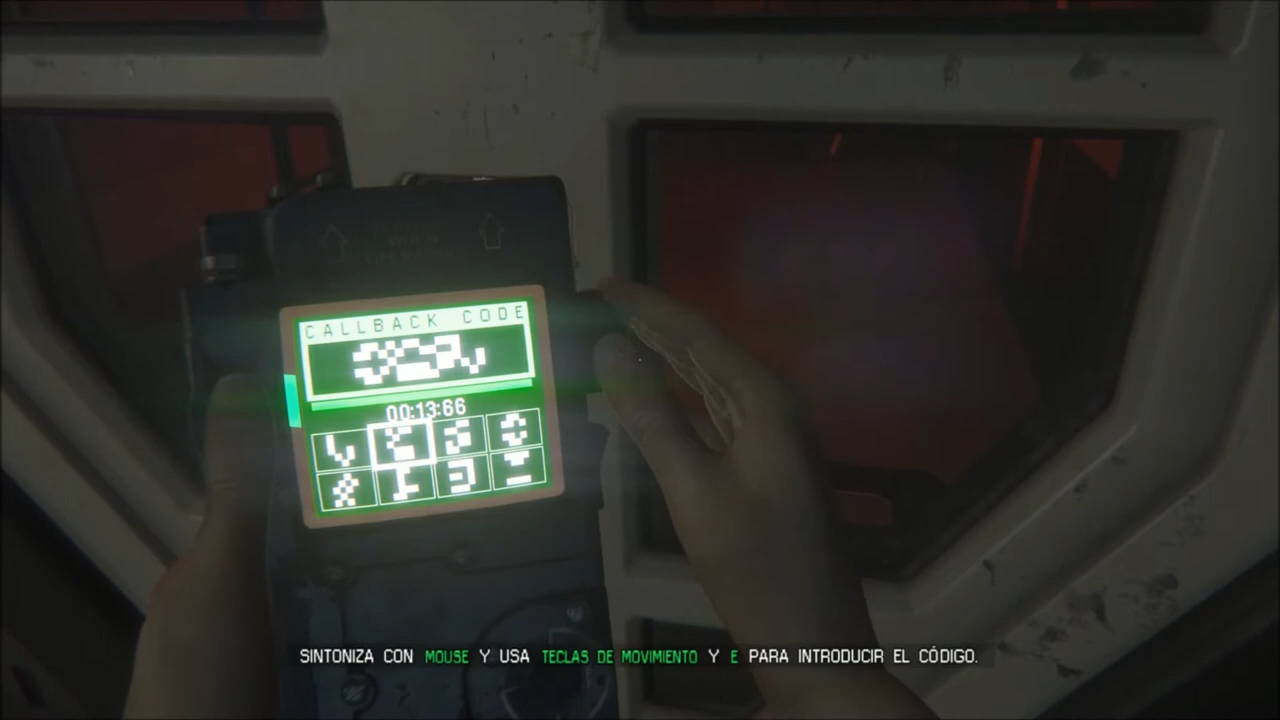 CALLBACK CODE
00:13:66
SINTONIZA CON MOUSE Y USA TECLAS DE MOVIMIENTO Y E PARA INTRODUCIR EL CÓDIGO.